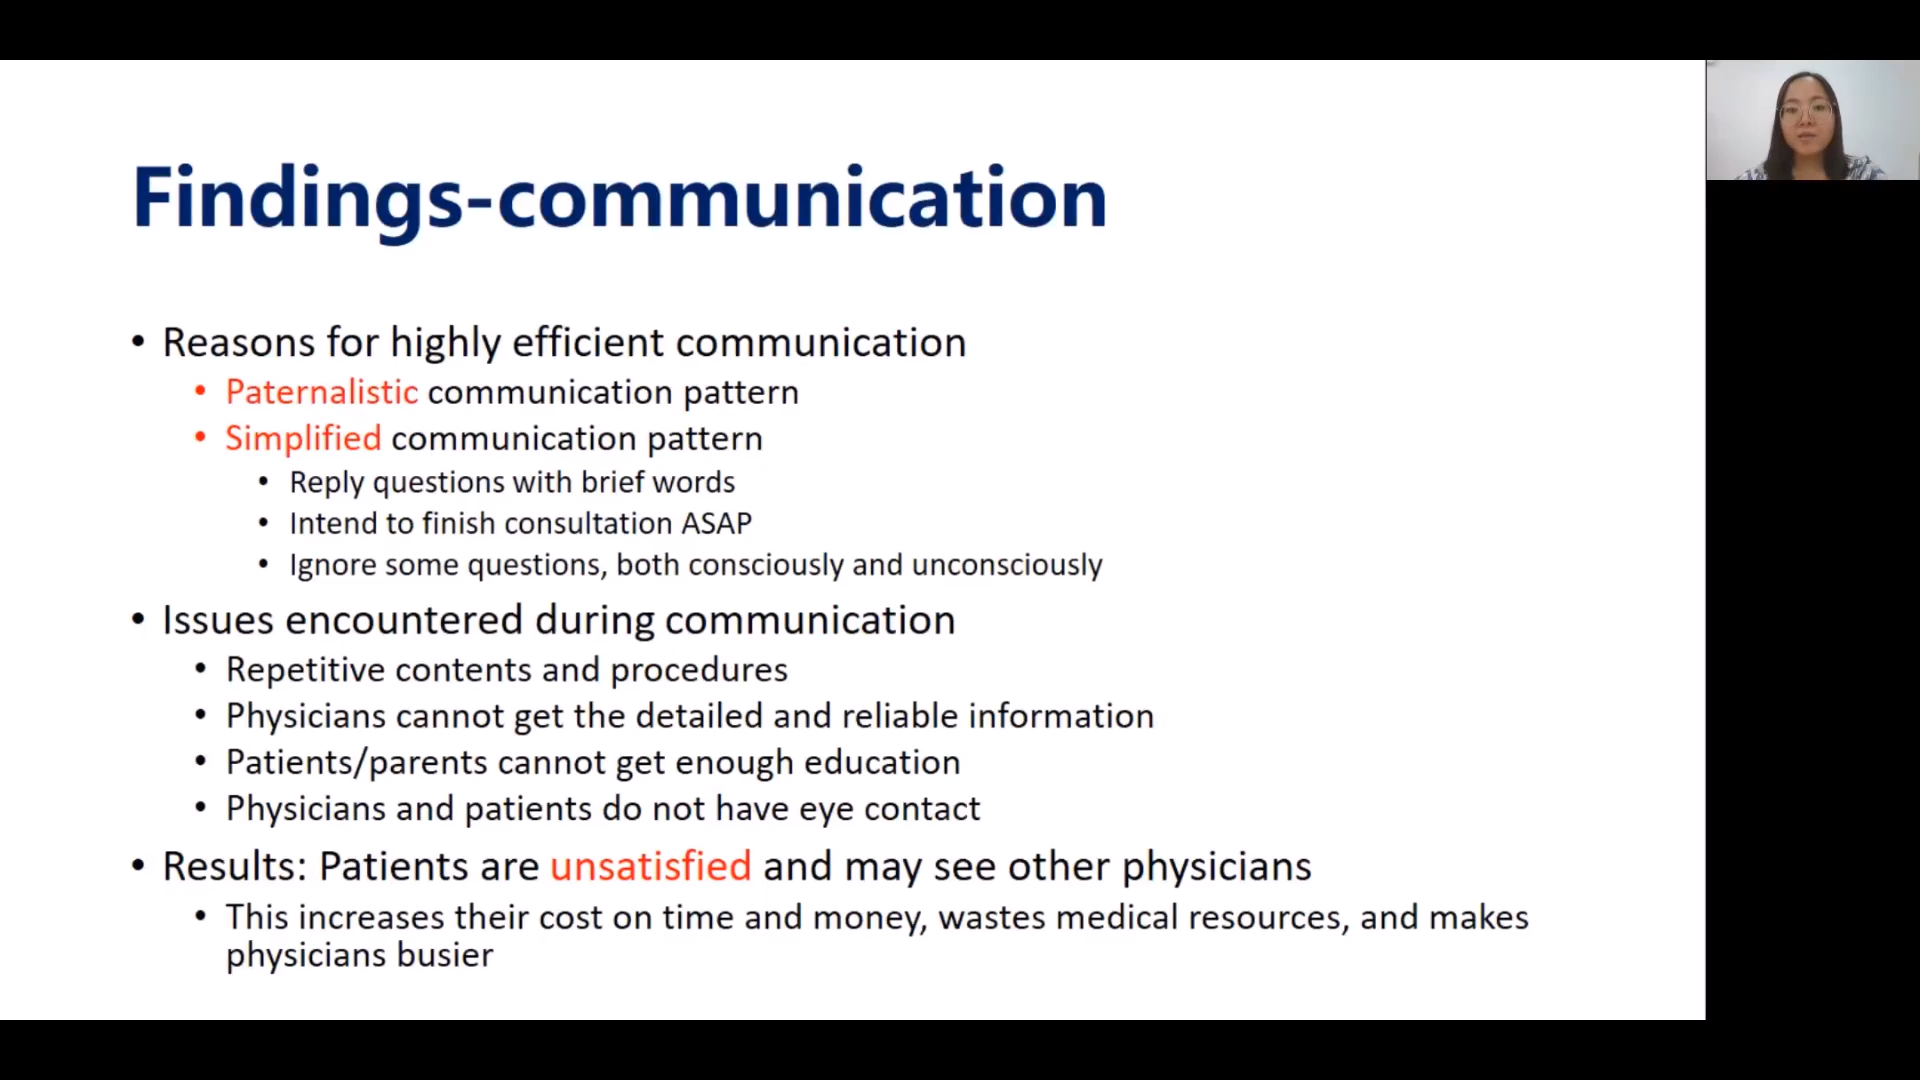 Findings-communication
• Reasons for highly efficient communication
• Paternalistic communication pattern
• Simplified communication pattern
• Reply questions with brief words
• Intend to finish consultation ASAP
• Ignore some questions, both consciously and unconsciously
• Issues encountered during communication
• Repetitive contents and procedures
• Physicians cannot get the detailed and reliable information
• Patients/parents cannot get enough education
• Physicians and patients do not have eye contact
• Results: Patients are unsatisfied and may see other physicians
• This increases their cost on time and money, wastes medical resources, and makes
physicians busier